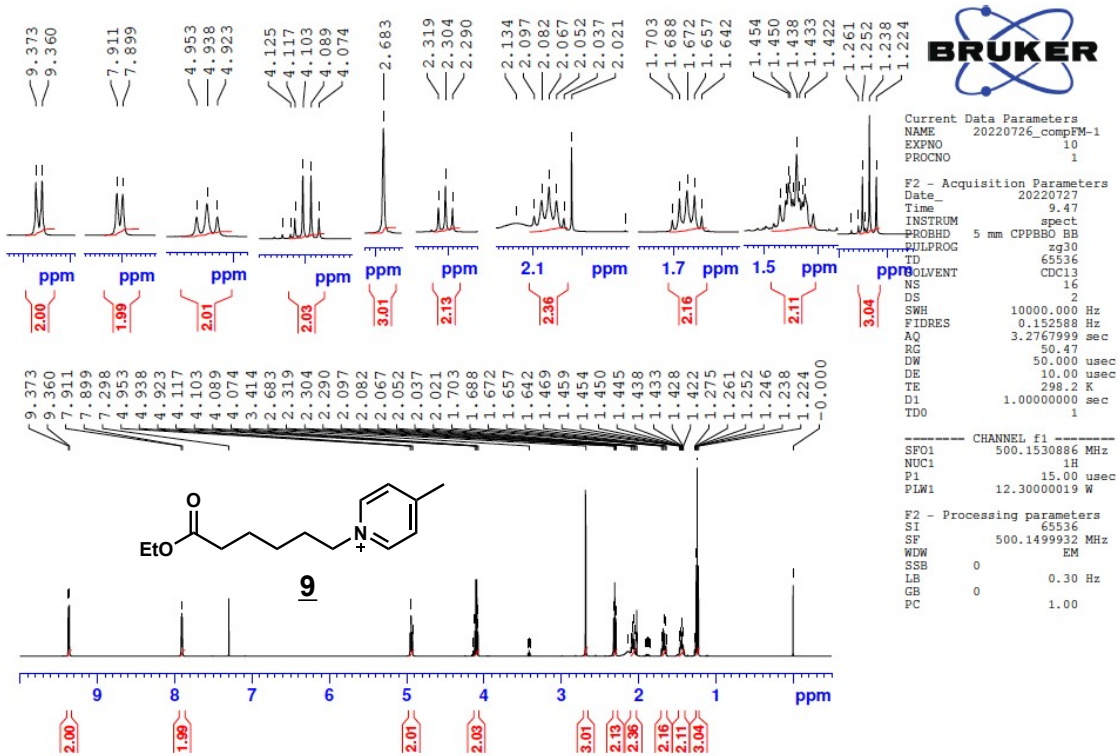 9.373
9.360
7.911
7.899
4.953
4.938
4.923
4.125
4.117
4.103
4.089
4.074
2.683
2.319
2.304
2.290
2.134
2.097
2.082
2.067
2.052
2.037
2.021
1.703
1.688
1.672
1.657
1.642
1.454
1.450
1.438
1.433
1.422
1.261
1.252
1.238
1.224
BRUKER
ppm
ppm
ppm
ppm
ppm
ppm
2.1 ppm
1.7 ppm
1.5 ppm
ppm
2.00
1.99
2.01
2.03
3.01
2.13
2.36
2.16
2.11
3.04
Current Data Parameters
NAME 20220726_compFM-1
EXPNO 10
PROCNO 1
F2 - Acquisition Parameters
Date_ 20220727
Time 9.47
INSTRUM spect
PROBHD 5 mm CPPBBO BB
PULPROG zg30
TD 65536
SOLVENT CDCl3
NS 16
DS 2
SWH 10000.000 Hz
FIDRES 0.152588 Hz
AQ 3.2767999 sec
RG 50.47
DW 50.000 usec
DE 10.00 usec
TE 298.2 K
D1 1.00000000 sec
TD0 1
======== CHANNEL f1 ========
SFO1 500.1530886 MHz
NUC1 1H
P1 15.00 usec
PLW1 12.30000019 W
F2 - Processing parameters
SI 65536
SF 500.1499932 MHz
WDW EM
SSB 0
LB 0.30 Hz
GB 0
PC 1.00
9.373
9.360
7.911
7.899
7.298
4.953
4.938
4.923
4.117
4.103
4.089
4.074
3.414
2.683
2.319
2.304
2.290
2.097
2.082
2.067
2.052
2.037
2.021
1.703
1.688
1.672
1.657
1.642
1.469
1.459
1.454
1.450
1.445
1.438
1.433
1.428
1.422
1.275
1.261
1.252
1.246
1.238
1.224
-0.000
O
EtO
N
+
9
9 8 7 6 5 4 3 2 1 ppm
2.00
1.99
2.01
2.03
3.01
2.13
2.36
2.16
2.11
3.04